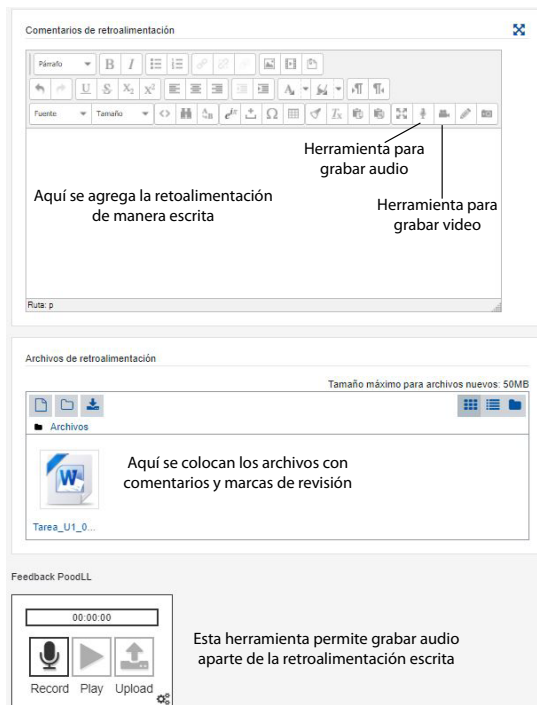 Comentarios de retroalimentación
Párrafo
B I
U S X₂ X²
Fuente Tamaño
Herramienta para
grabar audio
Aquí se agrega la retoalimentación
de manera escrita
Herramienta para
grabar video
Ruta: p
Archivos de retroalimentación
Tamaño máximo para archivos nuevos: 50MB
Archivos
W
Aquí se colocan los archivos con
comentarios y marcas de revisión
Tarea_U1_0...
Feedback PoodLL
00:00:00
Esta herramienta permite grabar audio
aparte de la retroalimentación escrita
Record Play Upload